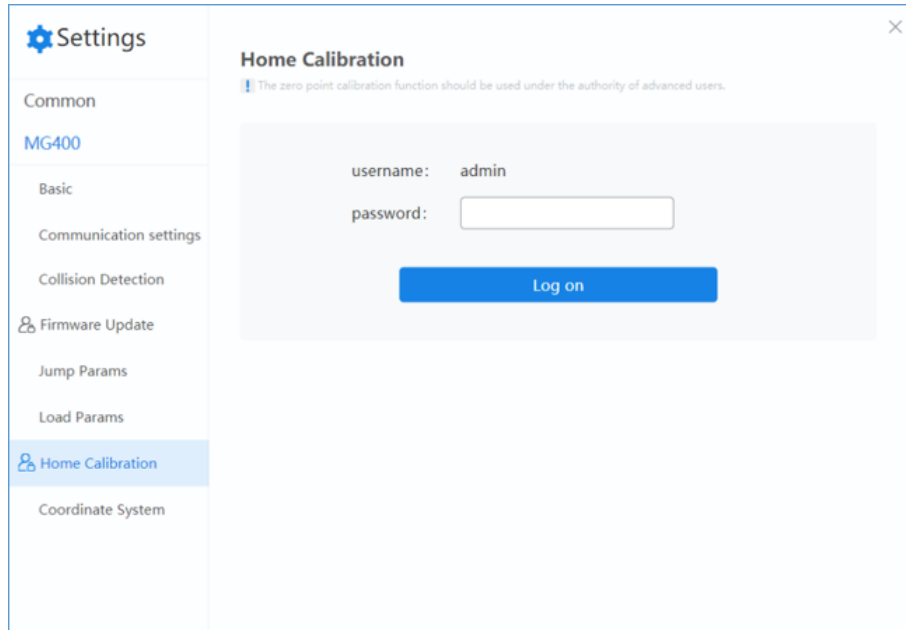 Settings
Common
MG400
Basic
Communication settings
Collision Detection
Firmware Update
Jump Params
Load Params
Home Calibration
Coordinate System
Home Calibration
! The zero point calibration function should be used under the authority of advanced users.
username: admin
password:
Log on